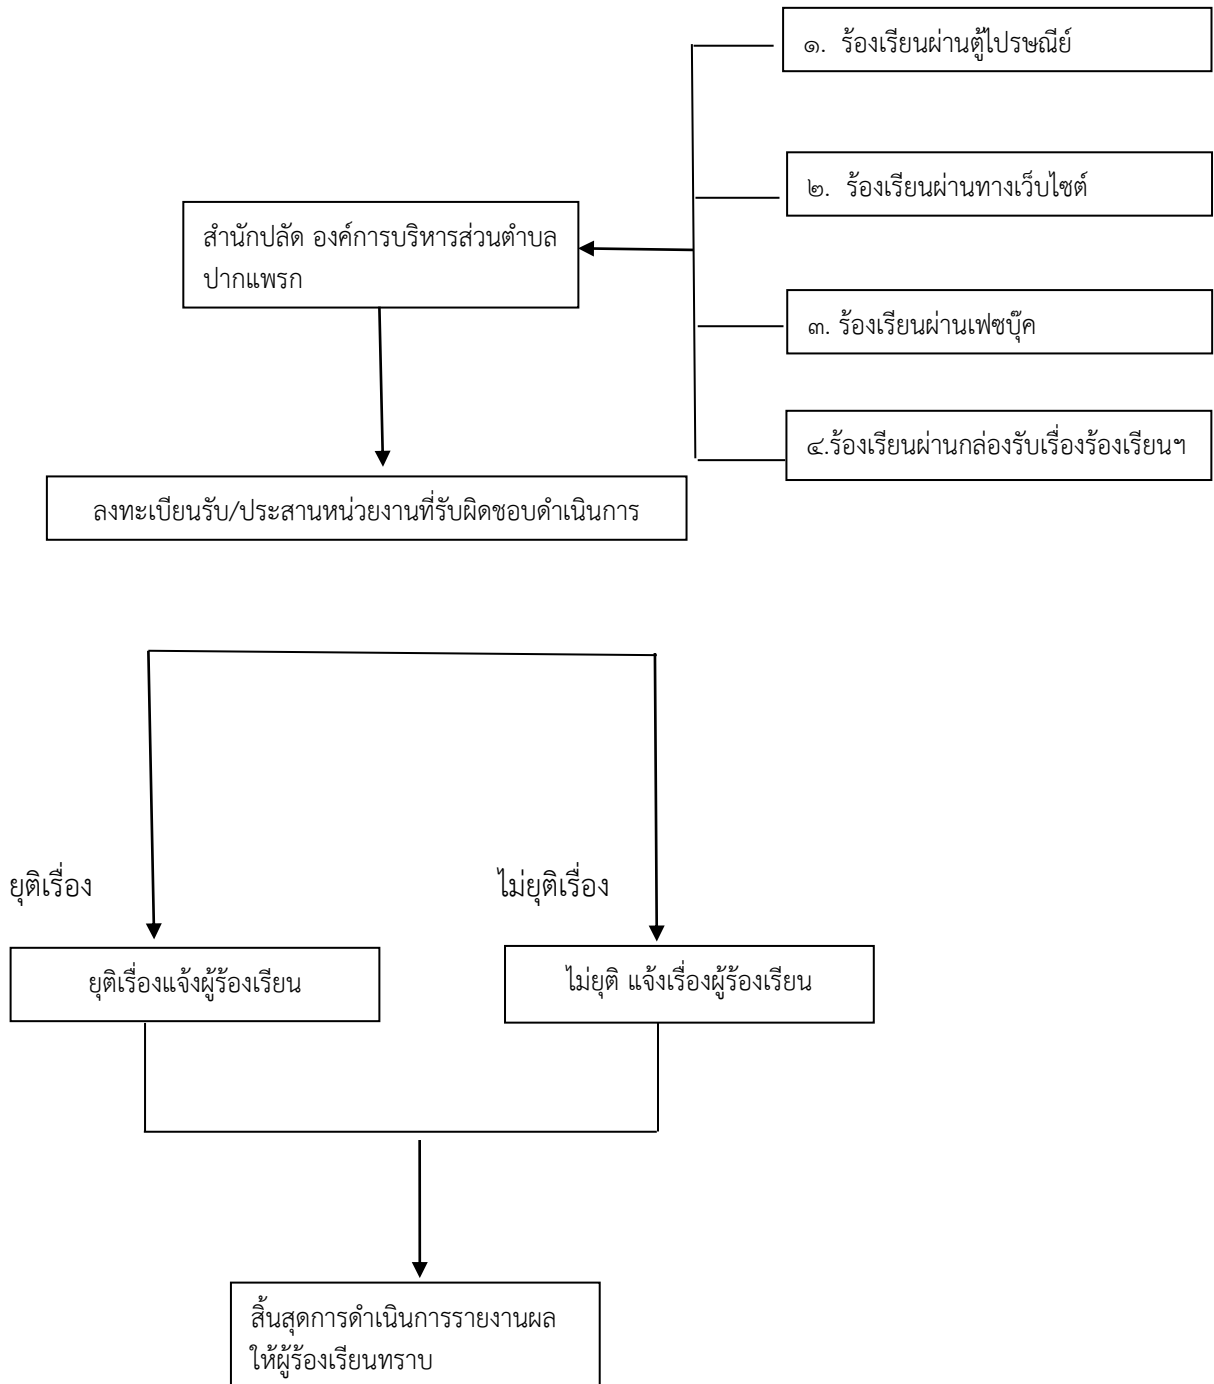 ๑. ร้องเรียนผ่านตู้ไปรษณีย์
๒. ร้องเรียนผ่านทางเว็บไซต์
สำนักปลัด องค์การบริหารส่วนตำบล
ปากแพรก
๓. ร้องเรียนผ่านเฟซบุ๊ค
๔.ร้องเรียนผ่านกล่องรับเรื่องร้องเรียนฯ
ลงทะเบียนรับ/ประสานหน่วยงานที่รับผิดชอบดำเนินการ
ยุติเรื่อง
ไม่ยุติเรื่อง
ยุติเรื่องแจ้งผู้ร้องเรียน
ไม่ยุติ แจ้งเรื่องผู้ร้องเรียน
สิ้นสุดการดำเนินการรายงานผล
ให้ผู้ร้องเรียนทราบ